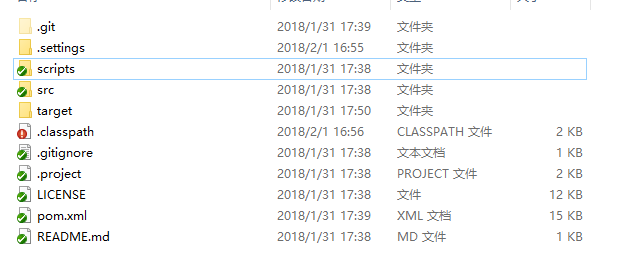 .git 2018/1/31 17:39 文件夹
.settings 2018/2/1 16:55 文件夹
scripts 2018/1/31 17:38 文件夹
src 2018/1/31 17:38 文件夹
target 2018/1/31 17:50 文件夹
.classpath 2018/2/1 16:56 CLASSPATH 文件 2 KB
.gitignore 2018/1/31 17:38 文本文档 1 KB
.project 2018/1/31 17:38 PROJECT 文件 2 KB
LICENSE 2018/1/31 17:38 文件 12 KB
pom.xml 2018/1/31 17:39 XML 文档 15 KB
README.md 2018/1/31 17:38 MD 文件 1 KB